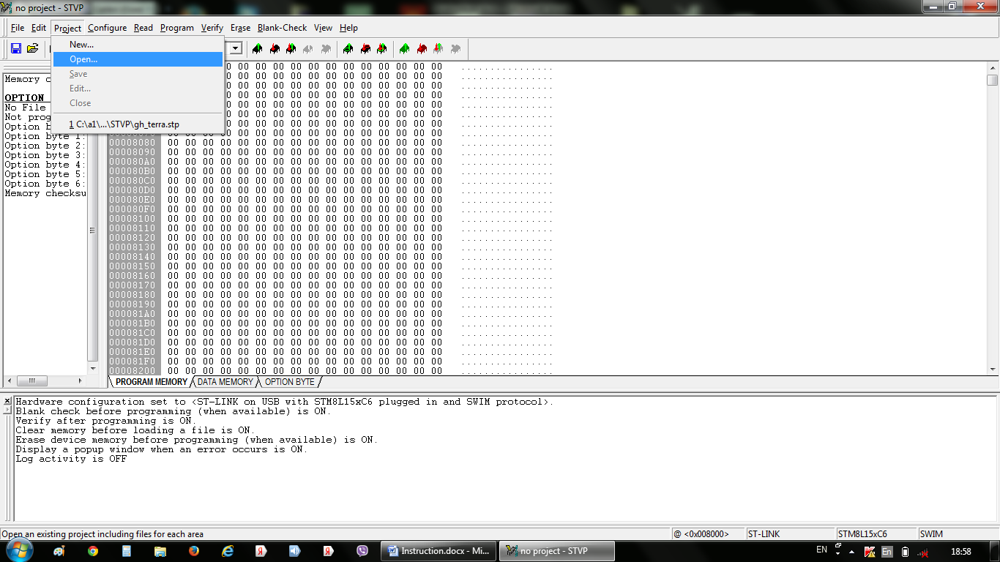 no project - STVP
File Edit Project Configure Read Program Verify Erase Blank-Check View Help
New...
Open...
Save
Edit...
Close
1 C:\a1\...\STVP\gh_terra.stp
Memory c
OPTION
No File
Not prog
Option b
Option byte 1:
Option byte 2:
Option byte 3:
Option byte 4:
Option byte 5:
Option byte 6:
Memory checksu
00 00 00 00 00 00 00 00 00 00 00 00 ................
00 00 00 00 00 00 00 00 00 00 00 00 ................
00 00 00 00 00 00 00 00 00 00 00 00 ................
00 00 00 00 00 00 00 00 00 00 00 00 ................
00 00 00 00 00 00 00 00 00 00 00 00 ................
00 00 00 00 00 00 00 00 00 00 00 00 ................
00 00 00 00 00 00 00 00 00 00 00 00 ................
00008080 00 00 00 00 00 00 00 00 00 00 00 00 00 00 00 00 ................
00008090 00 00 00 00 00 00 00 00 00 00 00 00 00 00 00 00 ................
000080A0 00 00 00 00 00 00 00 00 00 00 00 00 00 00 00 00 ................
000080B0 00 00 00 00 00 00 00 00 00 00 00 00 00 00 00 00 ................
000080C0 00 00 00 00 00 00 00 00 00 00 00 00 00 00 00 00 ................
000080D0 00 00 00 00 00 00 00 00 00 00 00 00 00 00 00 00 ................
000080E0 00 00 00 00 00 00 00 00 00 00 00 00 00 00 00 00 ................
000080F0 00 00 00 00 00 00 00 00 00 00 00 00 00 00 00 00 ................
00008100 00 00 00 00 00 00 00 00 00 00 00 00 00 00 00 00 ................
00008110 00 00 00 00 00 00 00 00 00 00 00 00 00 00 00 00 ................
00008120 00 00 00 00 00 00 00 00 00 00 00 00 00 00 00 00 ................
00008130 00 00 00 00 00 00 00 00 00 00 00 00 00 00 00 00 ................
00008140 00 00 00 00 00 00 00 00 00 00 00 00 00 00 00 00 ................
00008150 00 00 00 00 00 00 00 00 00 00 00 00 00 00 00 00 ................
00008160 00 00 00 00 00 00 00 00 00 00 00 00 00 00 00 00 ................
00008170 00 00 00 00 00 00 00 00 00 00 00 00 00 00 00 00 ................
00008180 00 00 00 00 00 00 00 00 00 00 00 00 00 00 00 00 ................
00008190 00 00 00 00 00 00 00 00 00 00 00 00 00 00 00 00 ................
000081A0 00 00 00 00 00 00 00 00 00 00 00 00 00 00 00 00 ................
000081B0 00 00 00 00 00 00 00 00 00 00 00 00 00 00 00 00 ................
000081C0 00 00 00 00 00 00 00 00 00 00 00 00 00 00 00 00 ................
000081D0 00 00 00 00 00 00 00 00 00 00 00 00 00 00 00 00 ................
000081E0 00 00 00 00 00 00 00 00 00 00 00 00 00 00 00 00 ................
000081F0 00 00 00 00 00 00 00 00 00 00 00 00 00 00 00 00 ................
00008200 00 00 00 00 00 00 00 00 00 00 00 00 00 00 00 00 ................
PROGRAM MEMORY DATA MEMORY OPTION BYTE
Hardware configuration set to <ST-LINK on USB with STM8L15xC6 plugged in and SWIM protocol>.
Blank check before programming (when available) is ON.
Verify after programming is ON.
Clear memory before loading a file is ON.
Erase device memory before programming (when available) is ON.
Display a popup window when an error occurs is ON.
Log activity is OFF
Open an existing project including files for each area @ <0x008000> ST-LINK STM8L15xC6 SWIM
Instruction.docx - Mi... no project - STVP EN En 18:58